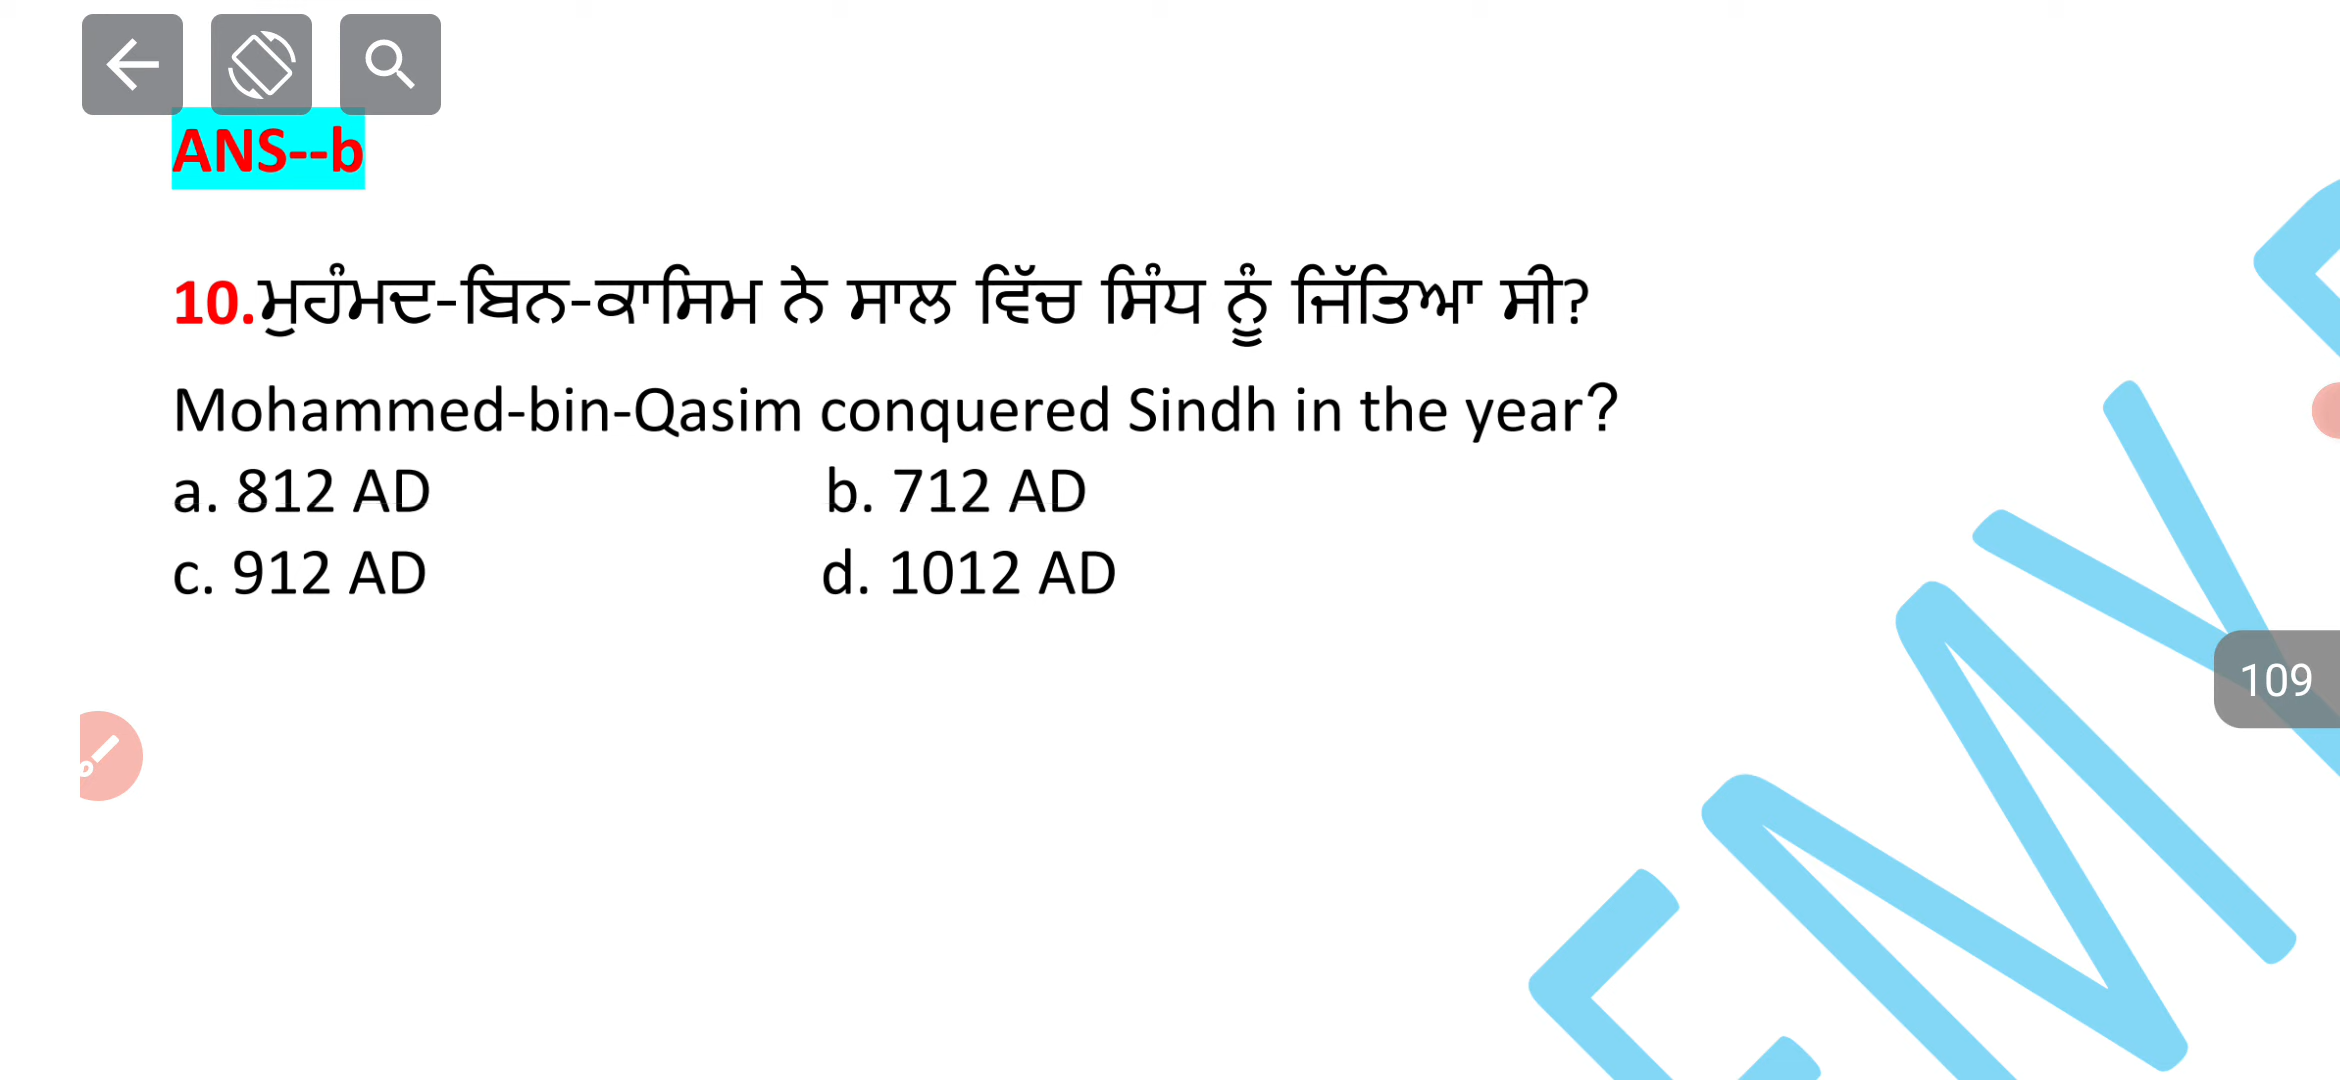 ANS--b
10.ਮੁਹੰਮਦ-ਬਿਨ-ਕਾਸਿਮ ਨੇ ਸਾਲ ਵਿੱਚ ਸਿੰਧ ਨੂੰ ਜਿੱਤਿਆ ਸੀ?
Mohammed-bin-Qasim conquered Sindh in the year?
a. 812 AD b. 712 AD
c. 912 AD d. 1012 AD
109